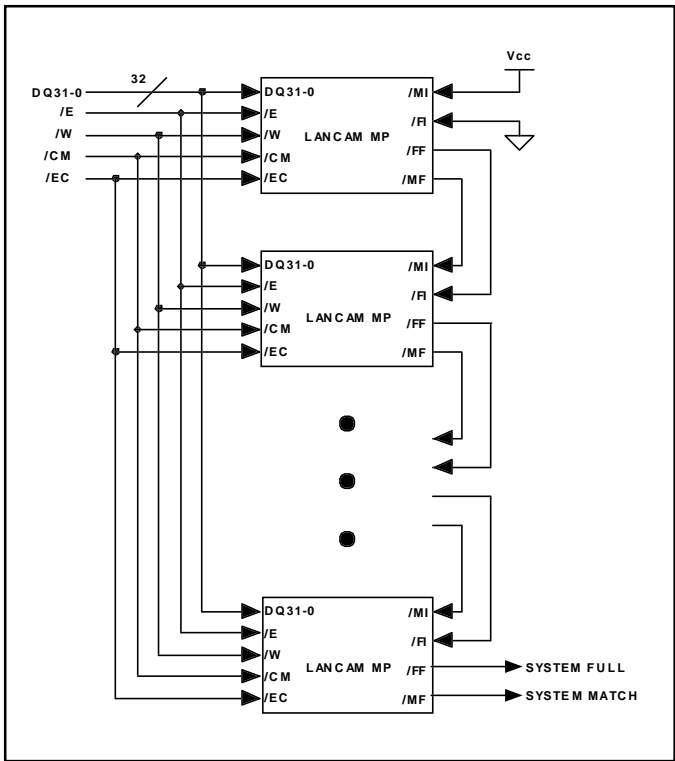 Vcc
32
DQ31-0
/E
/W
/CM
/EC
DQ31-0
/E
/W
/CM
/EC
LANCAM MP
/MI
/FI
/FF
/MF
DQ31-0
/E
/W
/CM
/EC
LANCAM MP
/MI
/FI
/FF
/MF
DQ31-0
/E
/W
/CM
/EC
LANCAM MP
/MI
/FI
/FF
/MF
SYSTEM FULL
SYSTEM MATCH